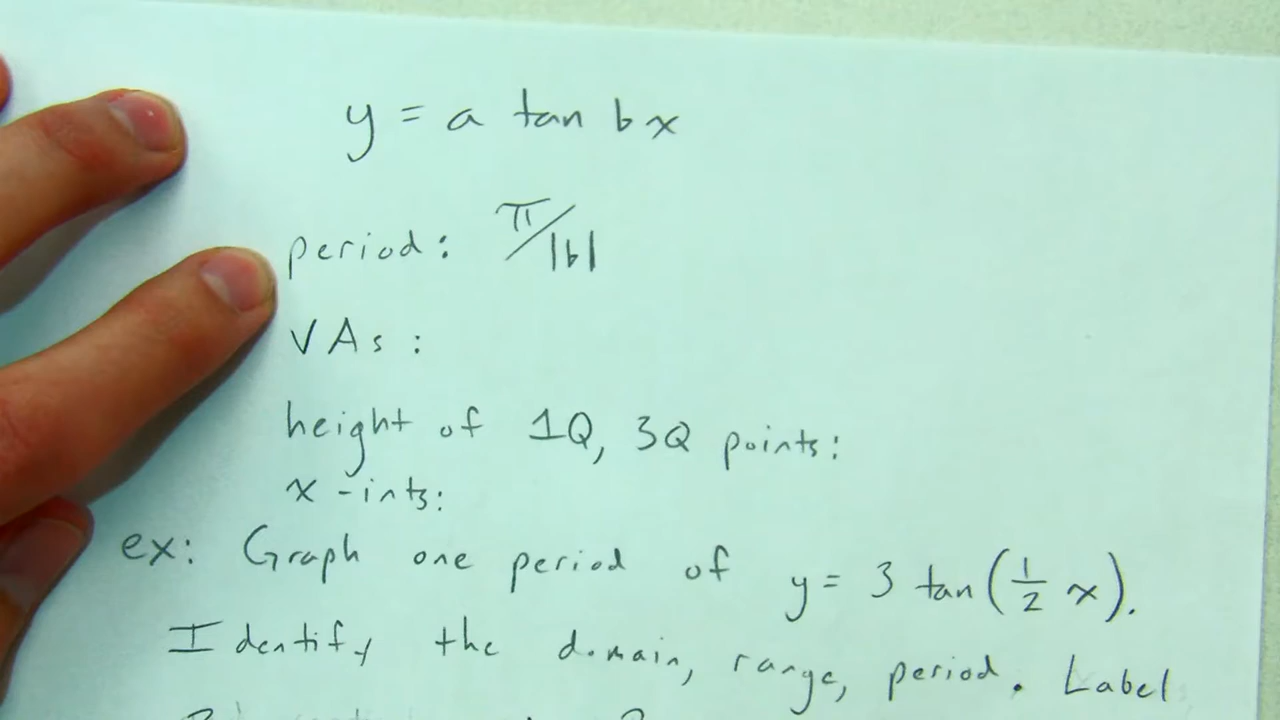 y = a tan bx
period: π/|b|
VAs:
height of 1Q, 3Q points:
x-ints:
ex: Graph one period of y = 3 tan(1/2 x).
Identify the domain, range, period. Label